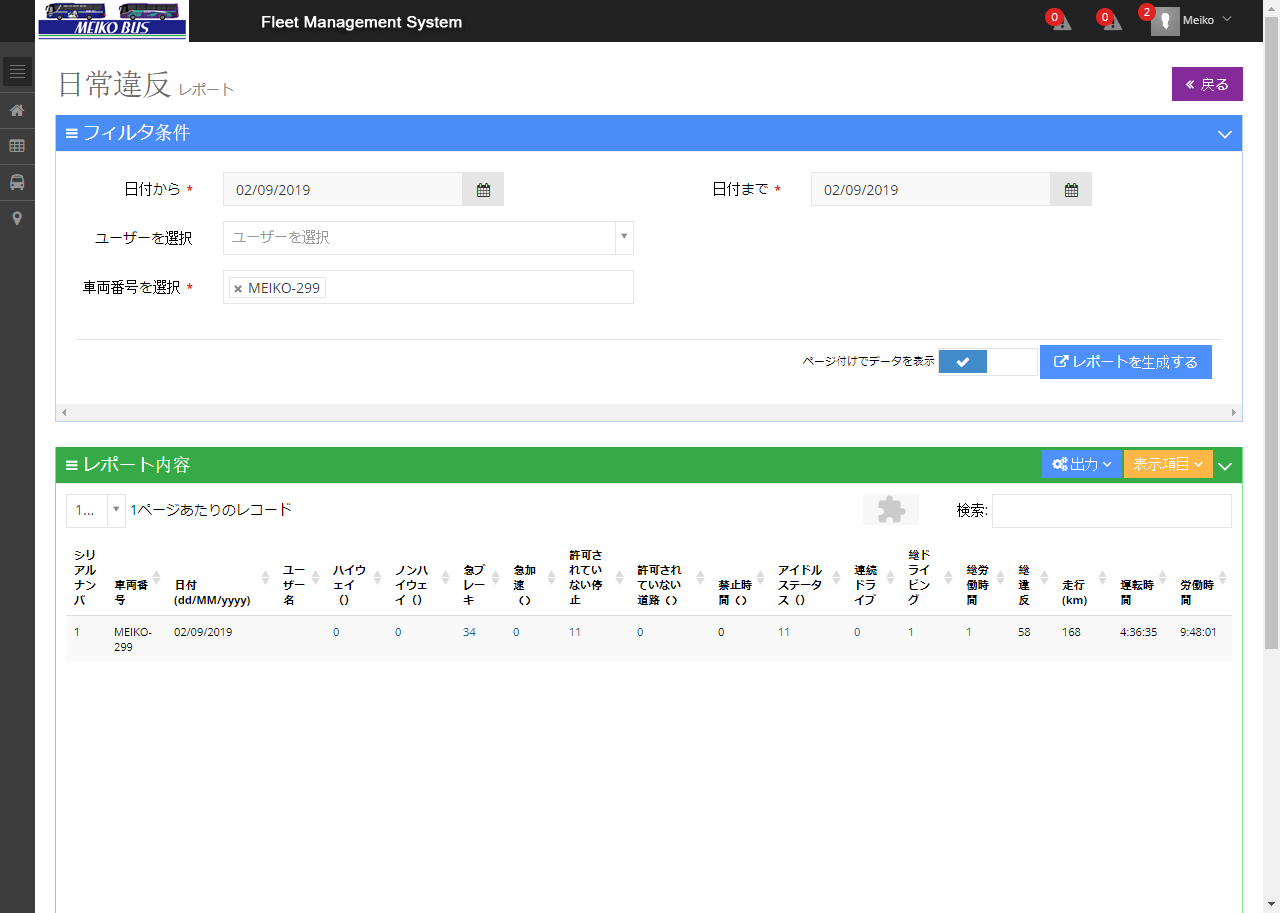 MEIKO BUS
Fleet Management System
0
0
2
Meiko
日常違反 レポート
« 戻る
フィルタ条件
日付から *
02/09/2019
日付まで *
02/09/2019
ユーザーを選択
ユーザーを選択
車両番号を選択 *
× MEIKO-299
ページ付けでデータを表示
レポートを生成する
レポート内容
出力
表示項目
1...
1ページあたりのレコード
検索:
シリアルナンバ
車両番号
日付 (dd/MM/yyyy)
ユーザー名
ハイウェイ ()
ノンハイウェイ ()
急ブレーキ
急加速 ()
許可されていない停止
許可されていない道路 ()
禁止時間 ()
アイドルステータス ()
連続ドライブ
総ドライビング
総労働時間
総違反
走行 (km)
運転時間
労働時間
1
MEIKO-299
02/09/2019
0
0
34
0
11
0
0
11
0
1
1
58
168
4:36:35
9:48:01